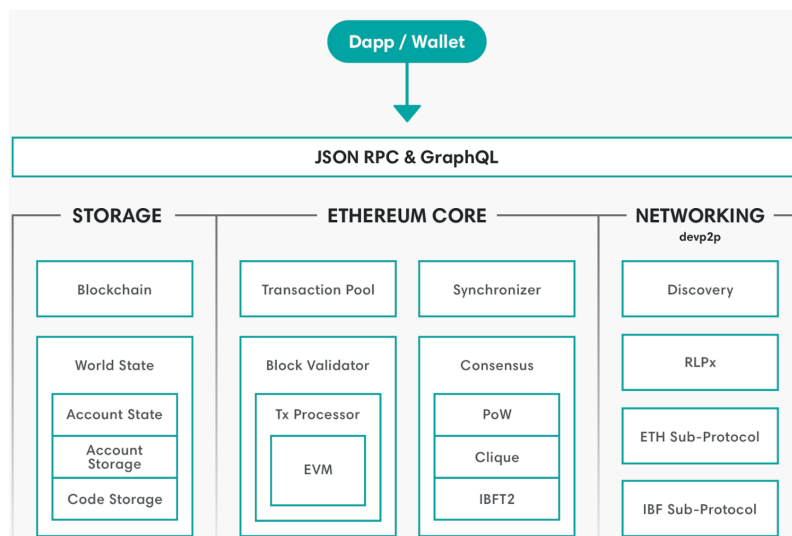 Dapp / Wallet
JSON RPC & GraphQL
STORAGE
Blockchain
World State
Account State
Account
Storage
Code Storage
ETHEREUM CORE
Transaction Pool
Synchronizer
Block Validator
Tx Processor
EVM
Consensus
PoW
Clique
IBFT2
NETWORKING
devp2p
Discovery
RLPx
ETH Sub-Protocol
IBF Sub-Protocol